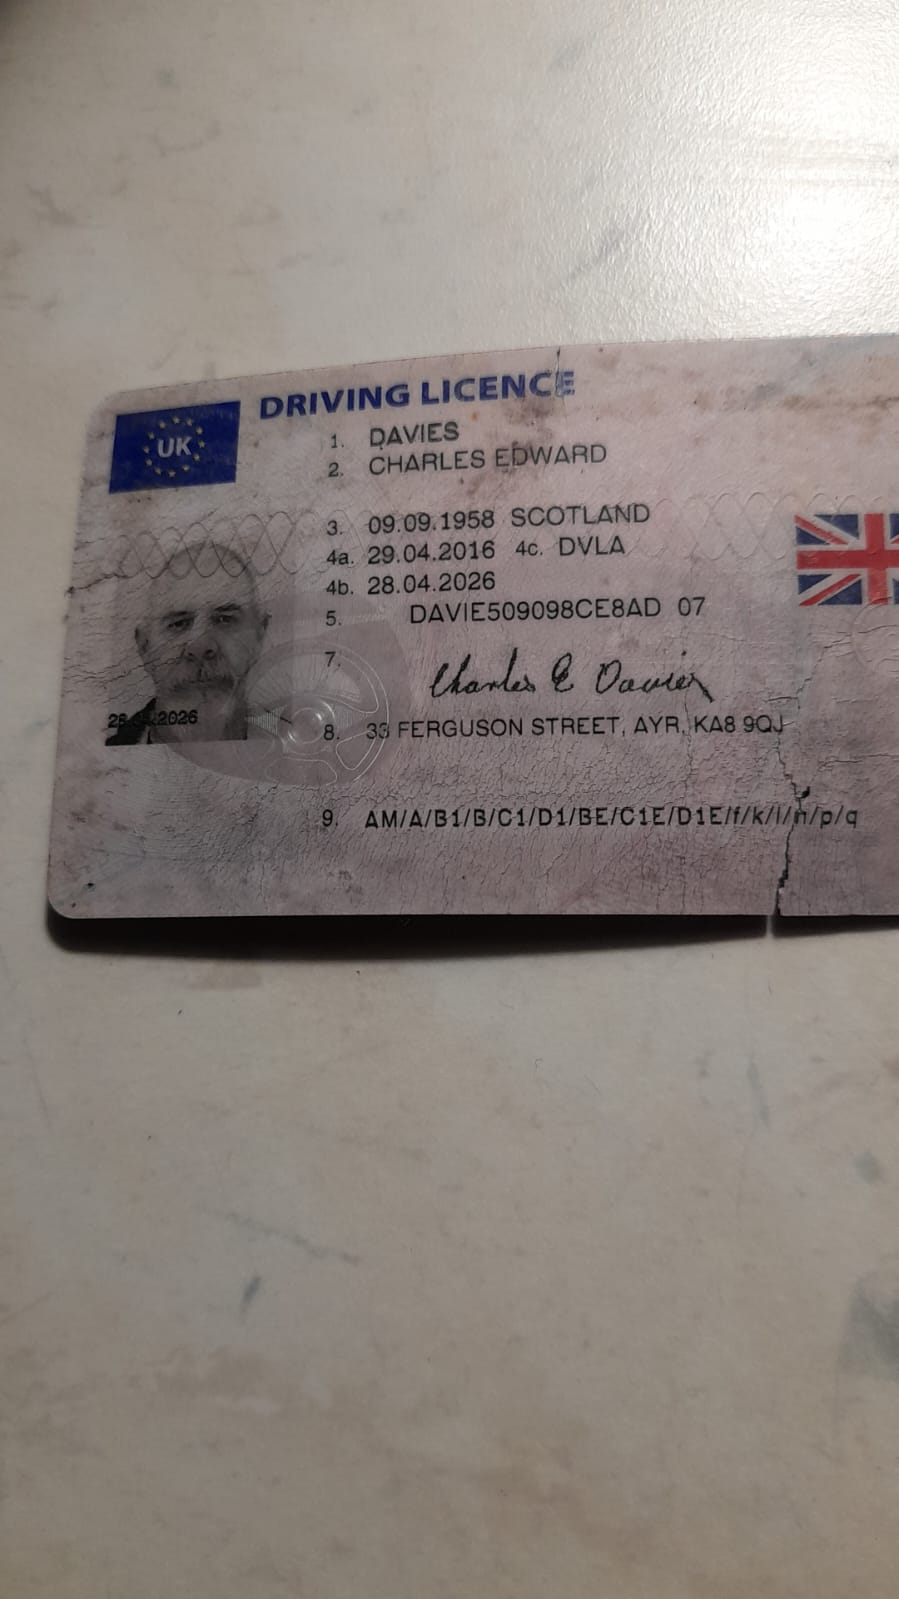 UK
DRIVING LICENCE
1. DAVIES
2. CHARLES EDWARD
3. 09.09.1958 SCOTLAND
4a. 29.04.2016 4c. DVLA
4b. 28.04.2026
5. DAVIE509098CE8AD 07
7. Charles E Davies
2026
8. 33 FERGUSON STREET, AYR, KA8 9QJ
9. AM/A/B1/B/C1/D1/BE/C1E/D1E/f/k/l/n/p/q